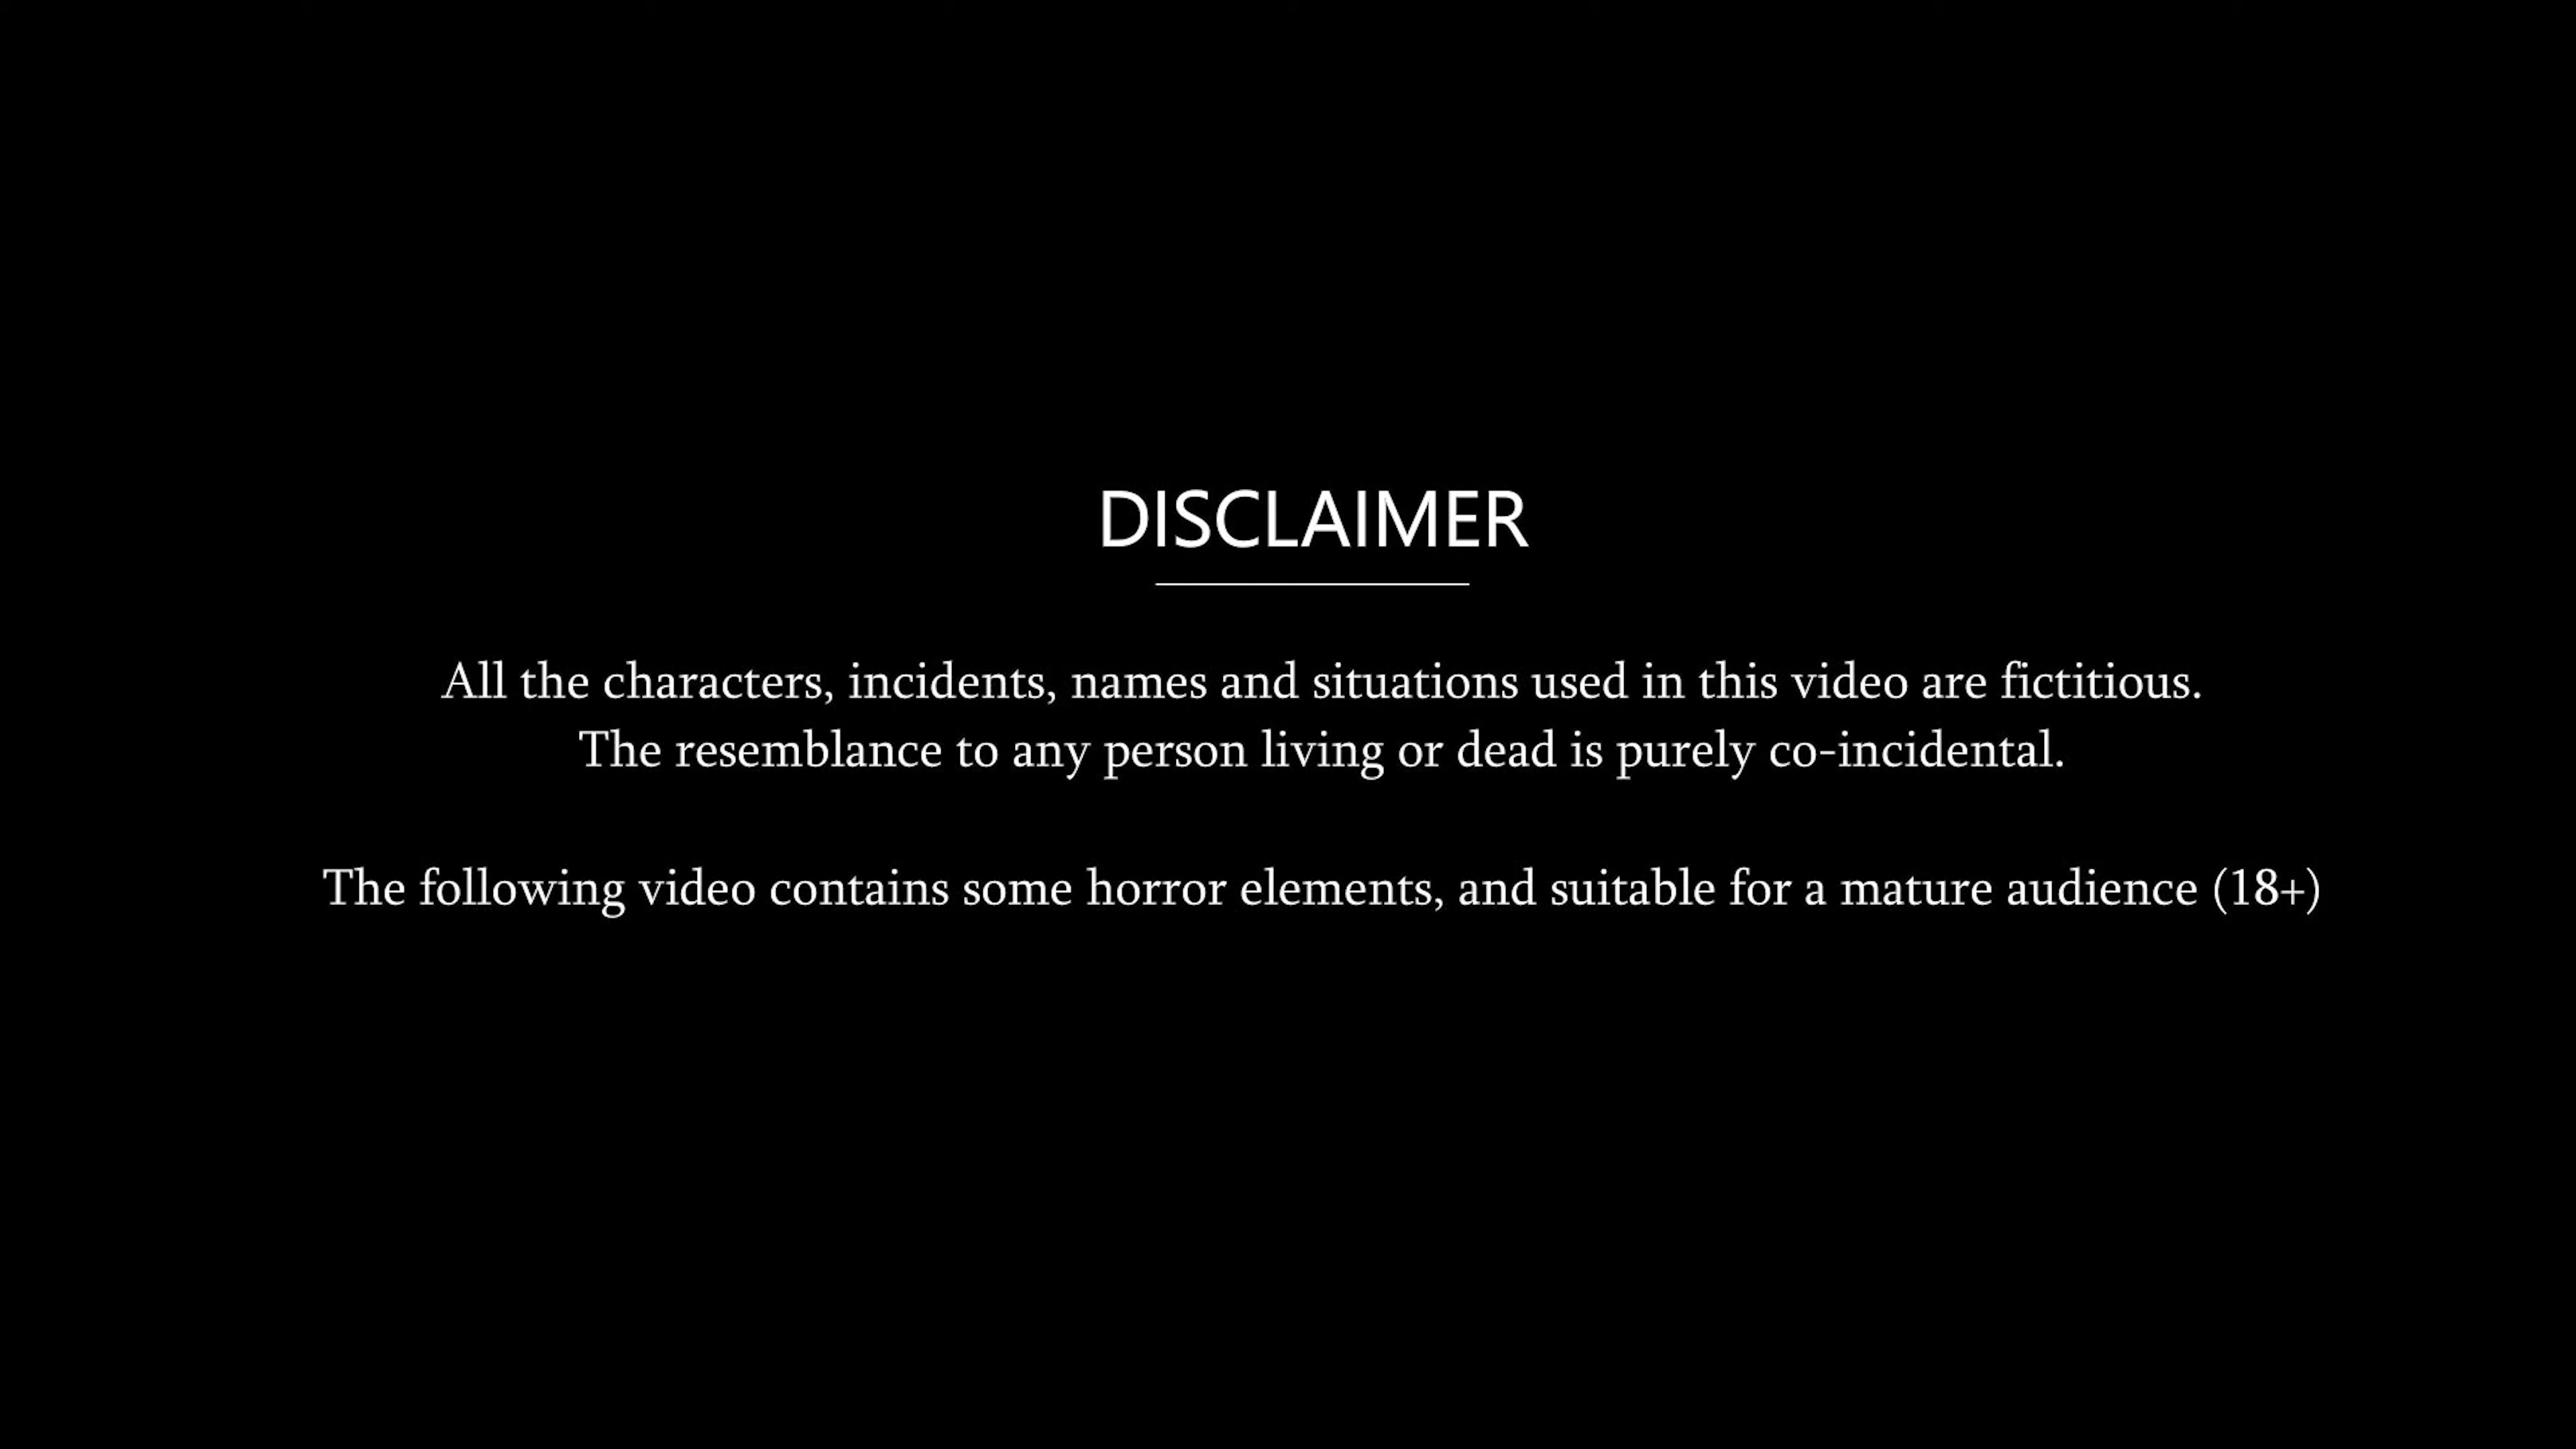 DISCLAIMER
All the characters, incidents, names and situations used in this video are fictitious.
The resemblance to any person living or dead is purely co-incidental.
The following video contains some horror elements, and suitable for a mature audience (18+)